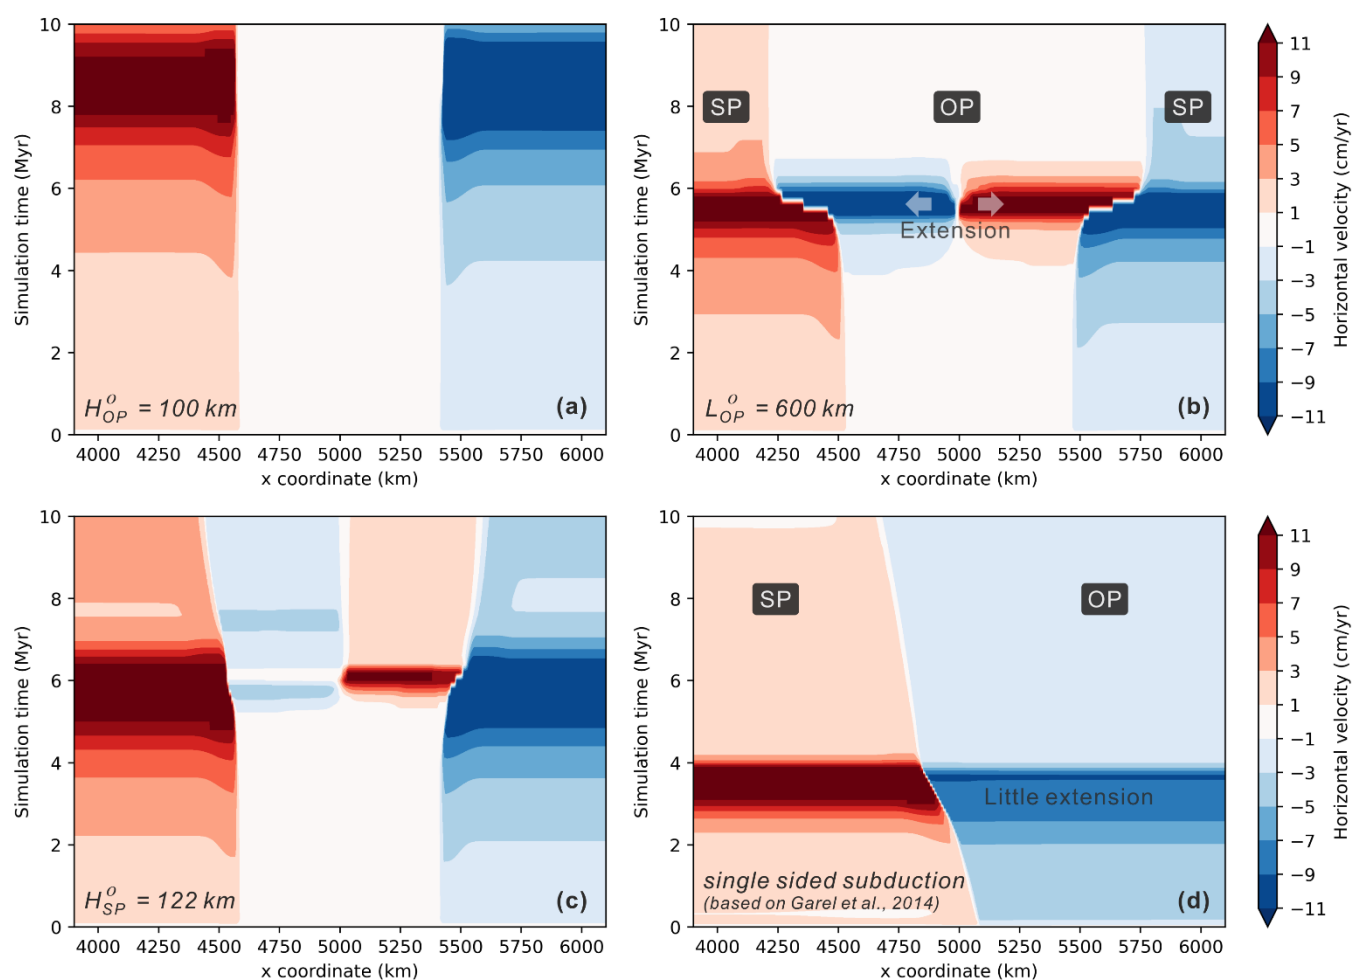 10
8
6
4
2
0
Simulation time (Myr)
H°OP = 100 km
(a)
4000 4250 4500 4750 5000 5250 5500 5750 6000
x coordinate (km)
10
8
6
4
2
0
Simulation time (Myr)
SP OP SP
Extension
L°OP = 600 km
(b)
4000 4250 4500 4750 5000 5250 5500 5750 6000
x coordinate (km)
11
9
7
5
3
1
−1
−3
−5
−7
−9
−11
Horizontal velocity (cm/yr)
10
8
6
4
2
0
Simulation time (Myr)
H°SP = 122 km
(c)
4000 4250 4500 4750 5000 5250 5500 5750 6000
x coordinate (km)
10
8
6
4
2
0
Simulation time (Myr)
SP OP
Little extension
single sided subduction
(based on Garel et al., 2014)
(d)
4000 4250 4500 4750 5000 5250 5500 5750 6000
x coordinate (km)
11
9
7
5
3
1
−1
−3
−5
−7
−9
−11
Horizontal velocity (cm/yr)